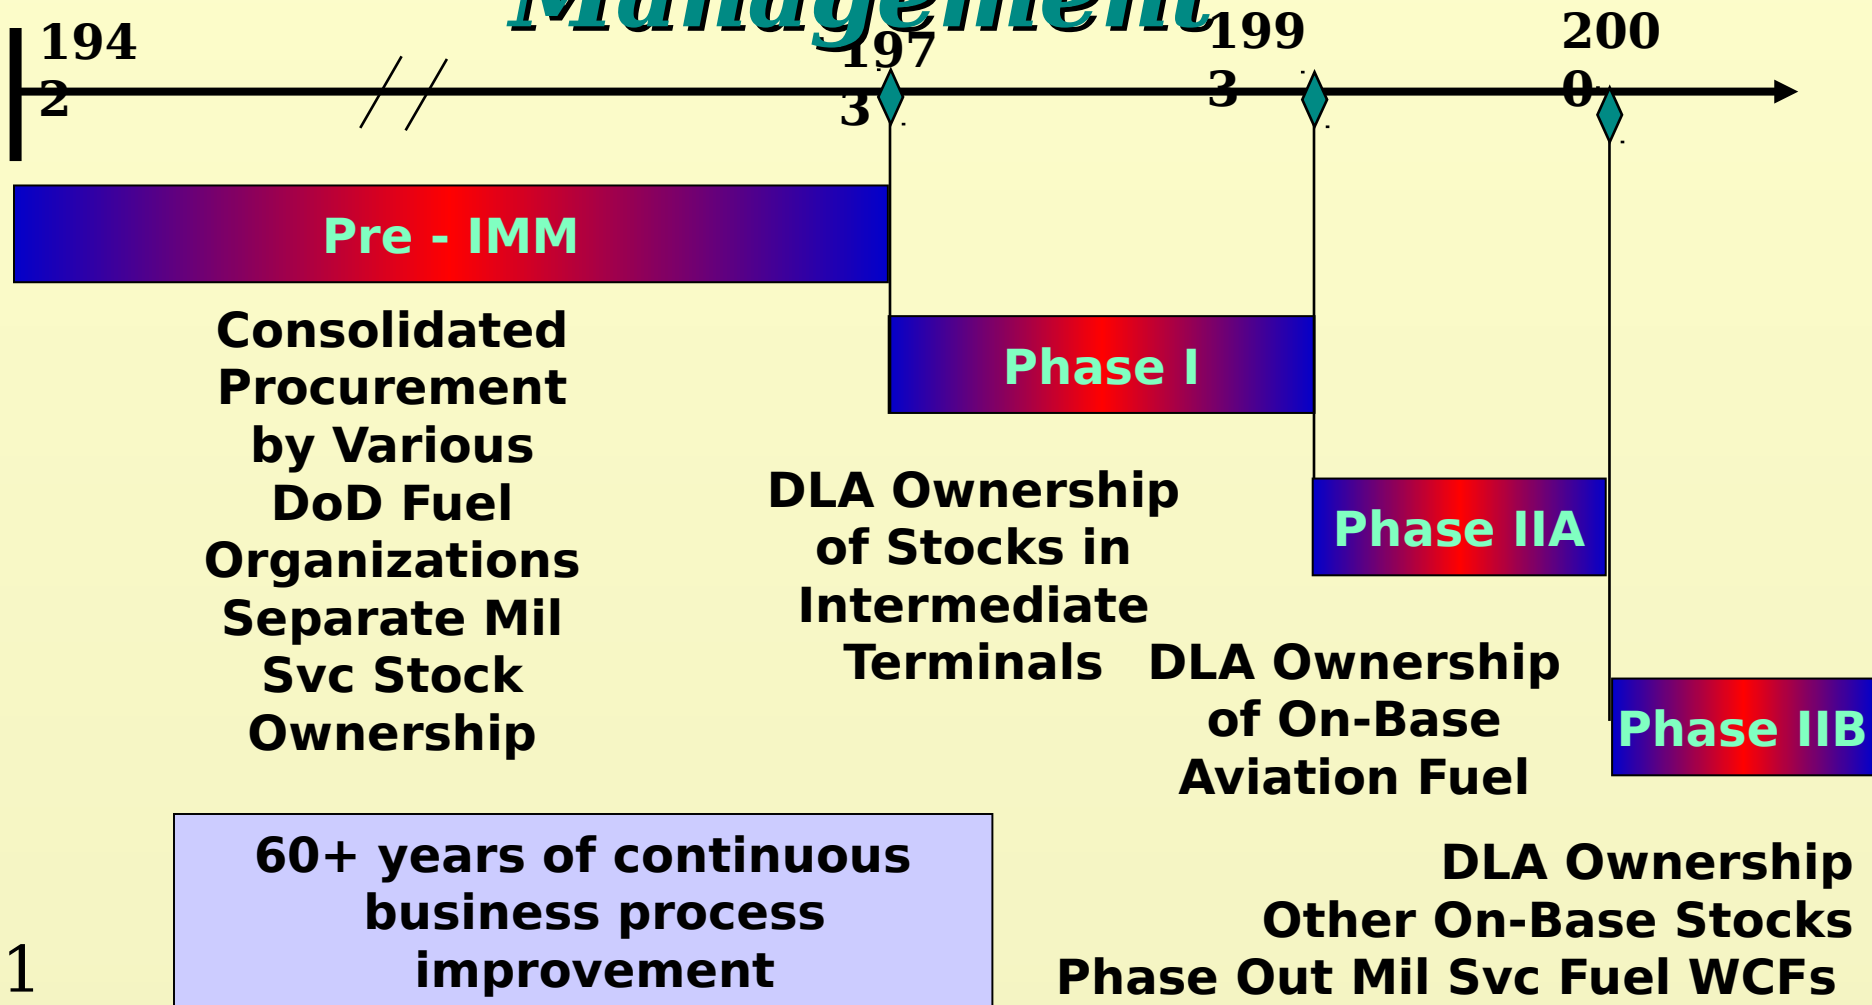 Management
194
2
197
3
199
3
200
0
Pre - IMM
Consolidated
Procurement
by Various
DoD Fuel
Organizations
Separate Mil
Svc Stock
Ownership
Phase I
DLA Ownership
of Stocks in
Intermediate
Terminals
Phase IIA
DLA Ownership
of On-Base
Aviation Fuel
Phase IIB
DLA Ownership
Other On-Base Stocks
Phase Out Mil Svc Fuel WCFs
60+ years of continuous
business process
improvement
1